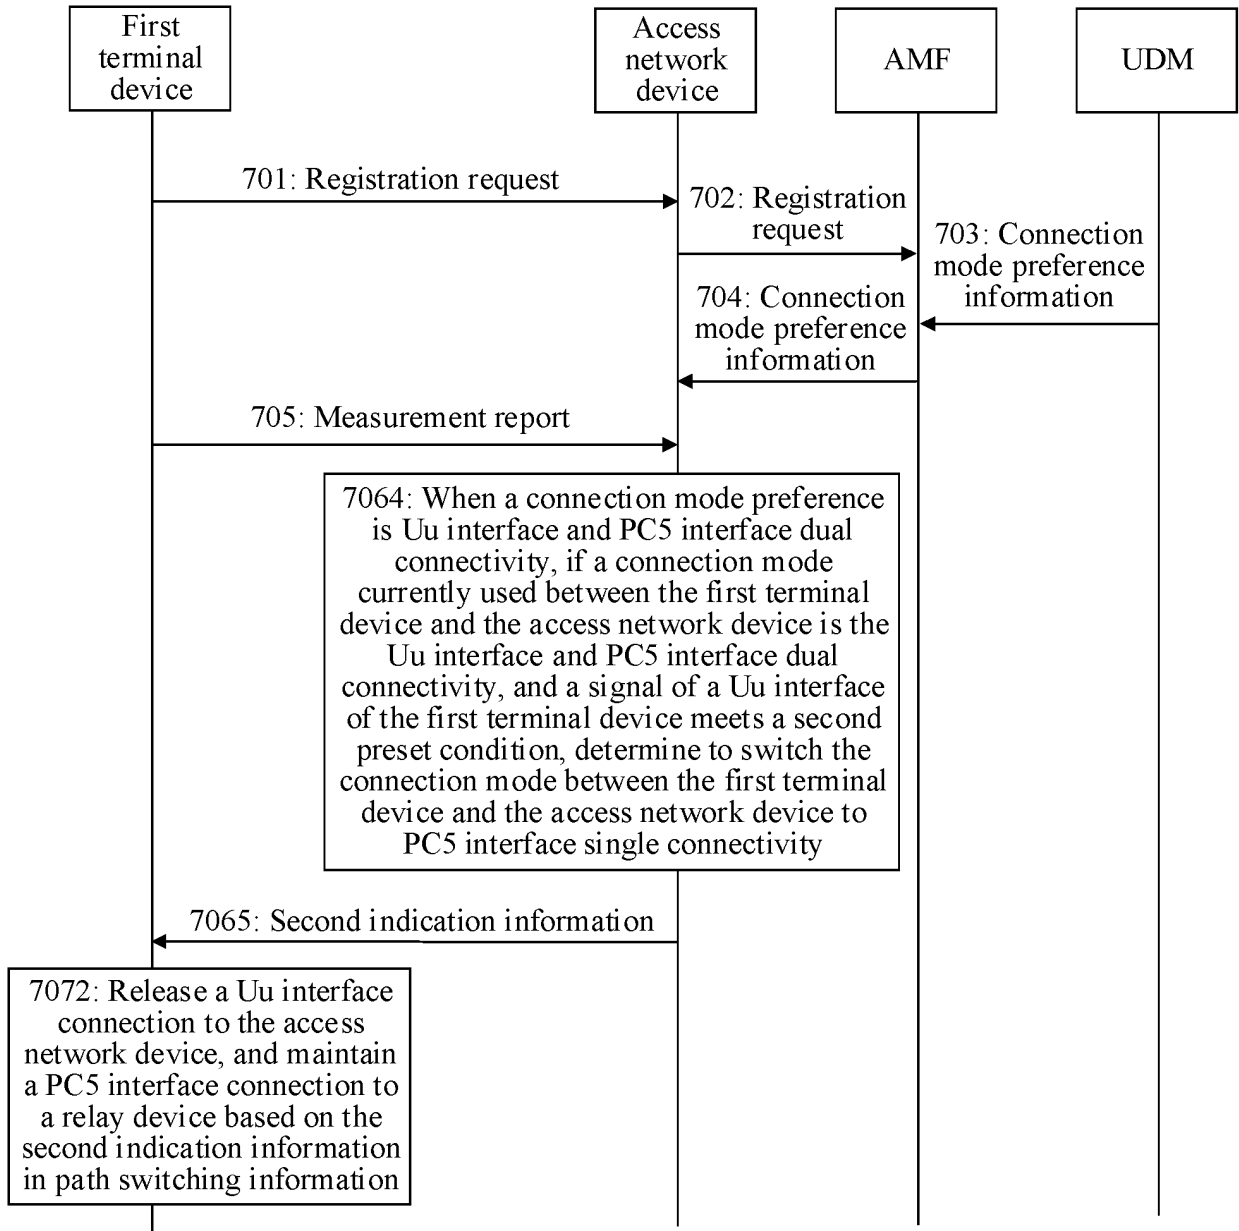 First
terminal
device
Access
network
device
AMF
UDM
701: Registration request
702: Registration
request
703: Connection
mode preference
information
704: Connection
mode preference
information
705: Measurement report
7064: When a connection mode preference
is Uu interface and PC5 interface dual
connectivity, if a connection mode
currently used between the first terminal
device and the access network device is the
Uu interface and PC5 interface dual
connectivity, and a signal of a Uu interface
of the first terminal device meets a second
preset condition, determine to switch the
connection mode between the first terminal
device and the access network device to
PC5 interface single connectivity
7065: Second indication information
7072: Release a Uu interface
connection to the access
network device, and maintain
a PC5 interface connection to
a relay device based on the
second indication information
in path switching information